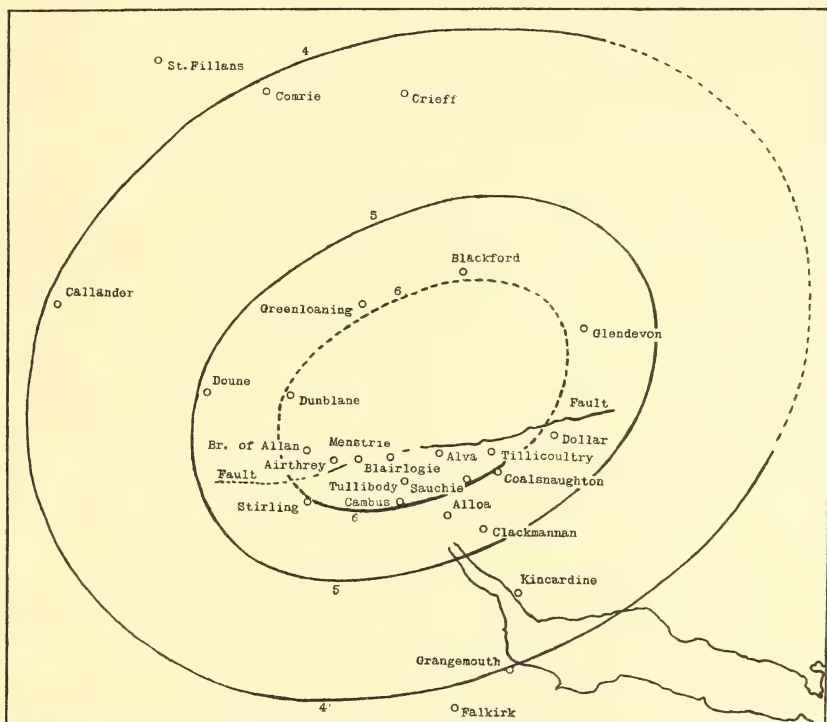 4
St. Fillans
Comrie
Crieff
5
Blackford
Callander
Greenloaning
6
Glendevon
Doune
Dunblane
Fault
Br. of Allan
Menstrie
Dollar
Airthrey
Blairlogie
Alva
Tillicoultry
Fault
Tullibody
Sauchie
Coalsnaughton
Stirling
Cambus
Alloa
6
Clackmannan
5
Kincardine
Grangemouth
4
Falkirk